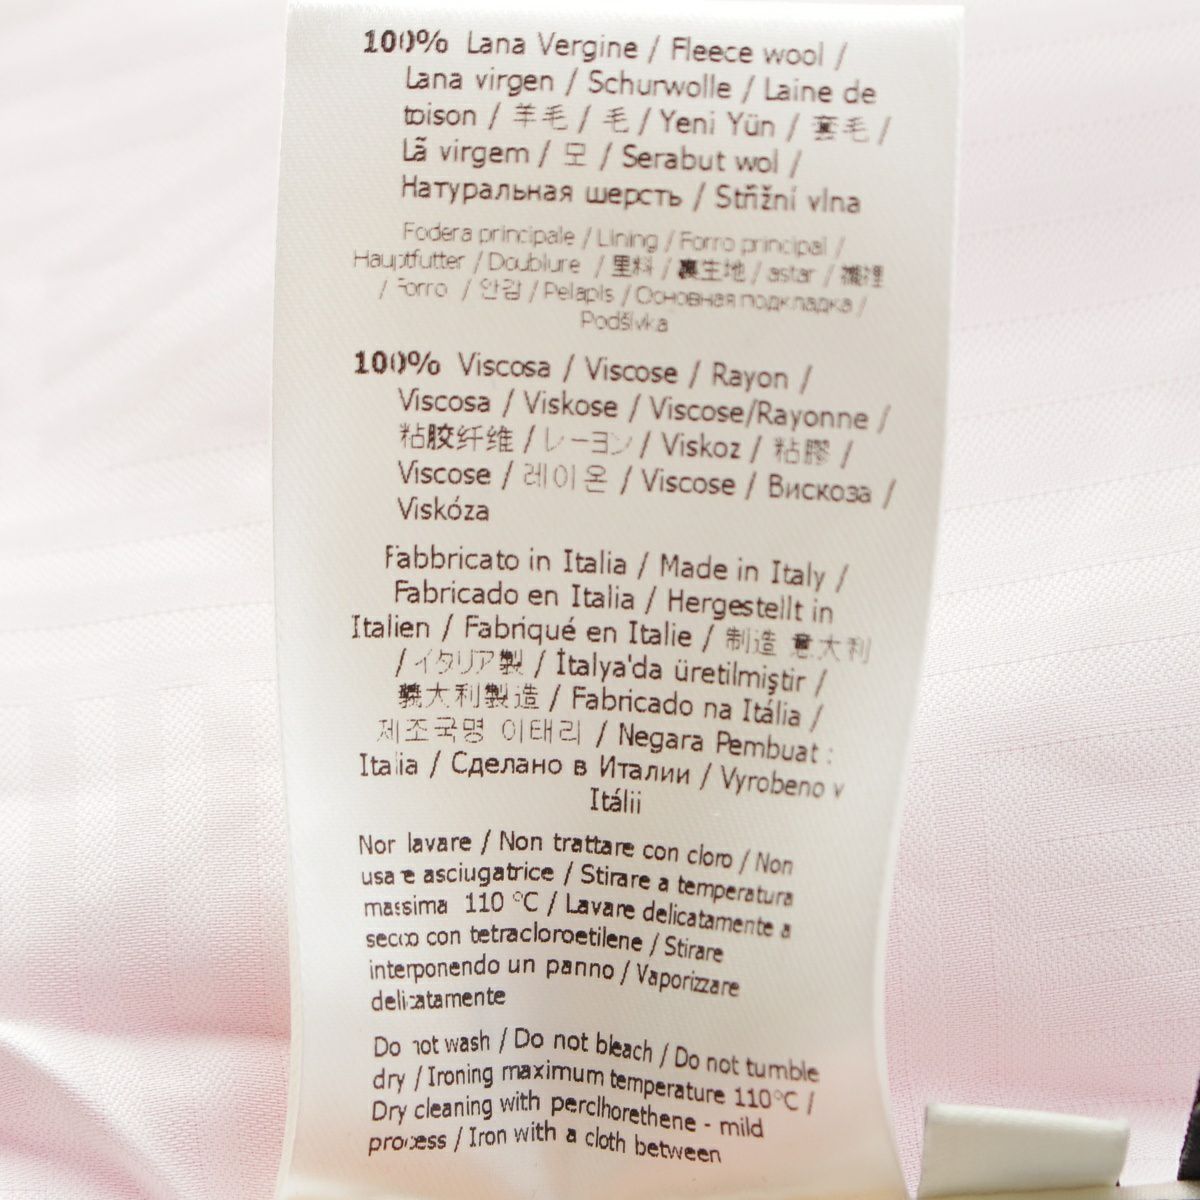 100% Lana Vergine / Fleece wool /
Lana virgen / Schurwolle / Laine de
toison / 羊毛 / 毛 / Yeni Yün / 套毛 /
Lã virgem / 모 / Serabut wol /
Натуральная шерсть / Střižní vlna
Fodera principale / Lining / Forro principal /
Hauptfutter / Doublure / 里料 / 裏生地 / astar / 襯裡
/ Forro / 안감 / Pelapis / Основная подкладка /
Podšívka
100% Viscosa / Viscose / Rayon /
Viscosa / Viskose / Viscose/Rayonne /
粘胶纤维 / レーヨン / Viskoz / 粘膠 /
Viscose / 레이온 / Viscose / Вискоза /
Viskóza
Fabbricato in Italia / Made in Italy /
Fabricado en Italia / Hergestellt in
Italien / Fabriqué en Italie / 制造 意大利
/ イタリア製 / İtalya'da üretilmiştir /
義大利製造 / Fabricado na Itália /
제조국명 이태리 / Negara Pembuat :
Italia / Сделано в Италии / Vyrobeno v
Itálii
Non lavare / Non trattare con cloro / Non
usare asciugatrice / Stirare a temperatura
massima 110 °C / Lavare delicatamente a
secco con tetracloroetilene / Stirare
interponendo un panno / Vaporizzare
delicatamente
Do not wash / Do not bleach / Do not tumble
dry / Ironing maximum temperature 110°C /
Dry cleaning with perclhorethene - mild
process / Iron with a cloth between